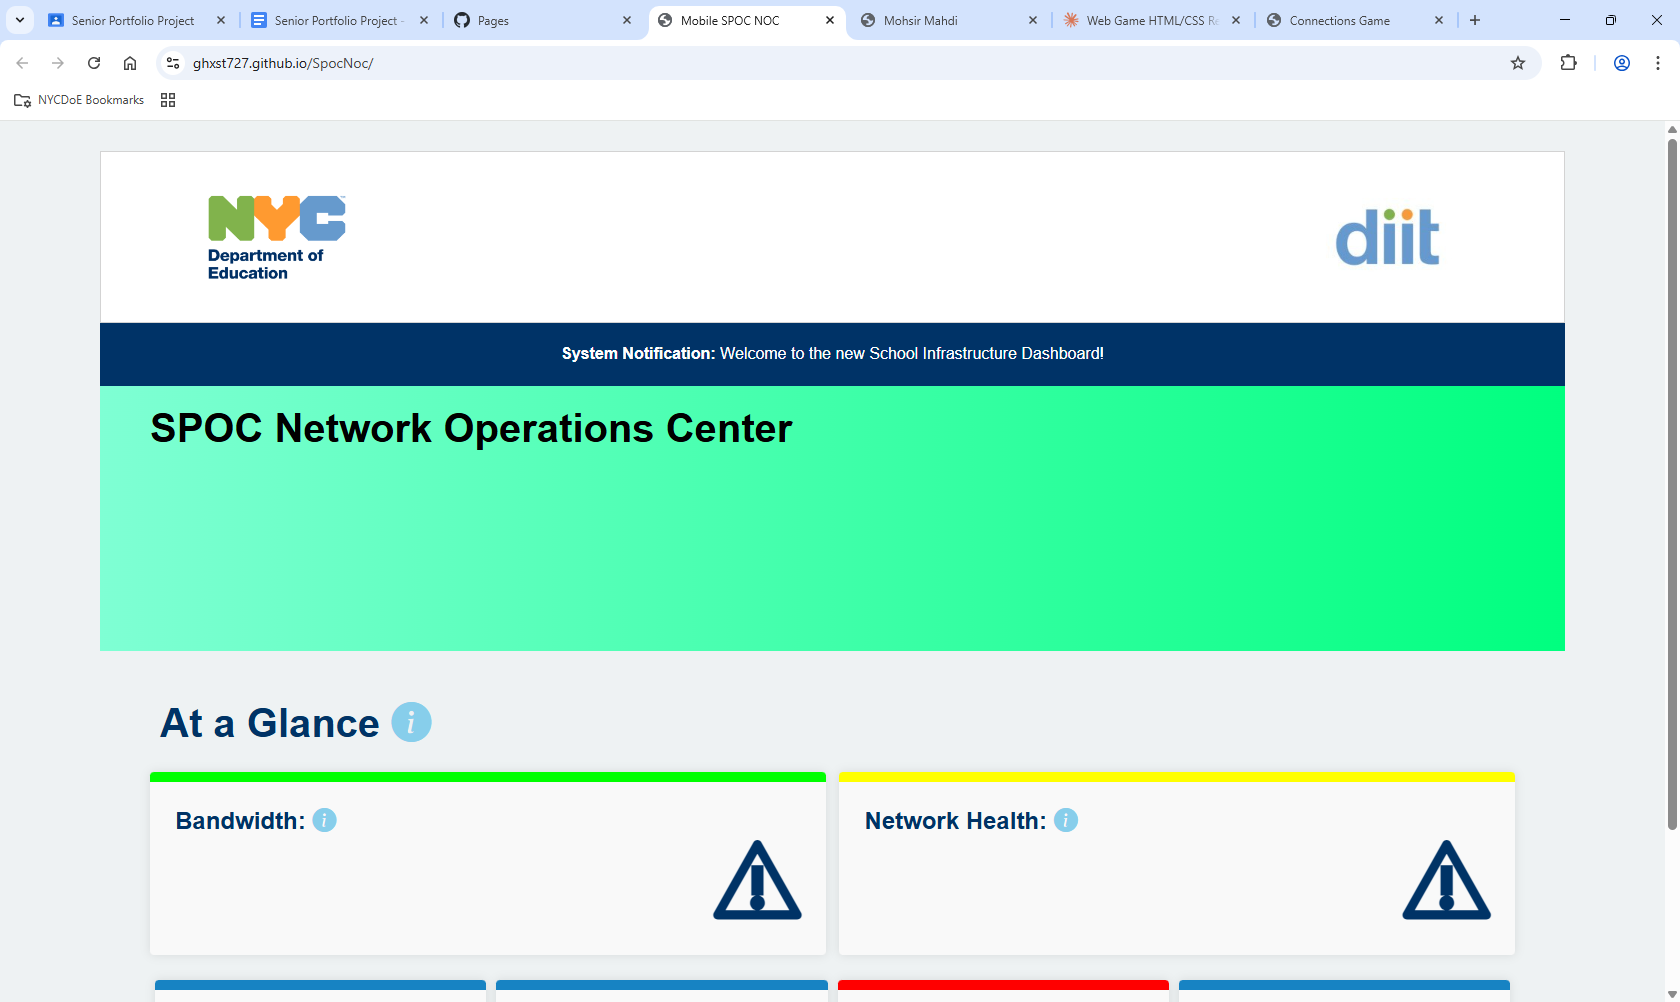 Senior Portfolio Project
Senior Portfolio Project -
Pages
Mobile SPOC NOC
Mohsir Mahdi
Web Game HTML/CSS Re
Connections Game
ghxst727.github.io/SpocNoc/
NYCDoE Bookmarks
NYC
Department of
Education
diit
System Notification: Welcome to the new School Infrastructure Dashboard!
SPOC Network Operations Center
At a Glance i
Bandwidth: i
Network Health: i